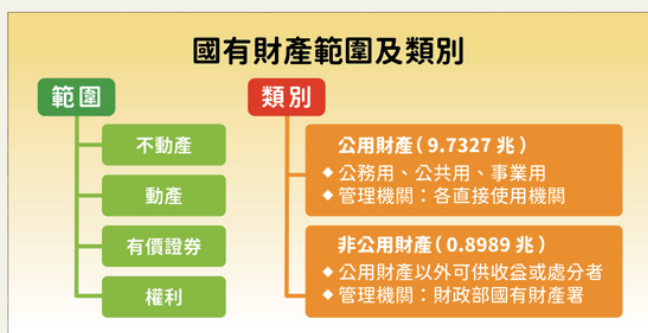 國有財產範圍及類別
範圍
不動產
動產
有價證券
權利
類別
公用財產(9.7327 兆)
◆ 公務用、公共用、事業用
◆ 管理機關：各直接使用機關
非公用財產(0.8989 兆)
◆ 公用財產以外可供收益或處分者
◆ 管理機關：財政部國有財產署